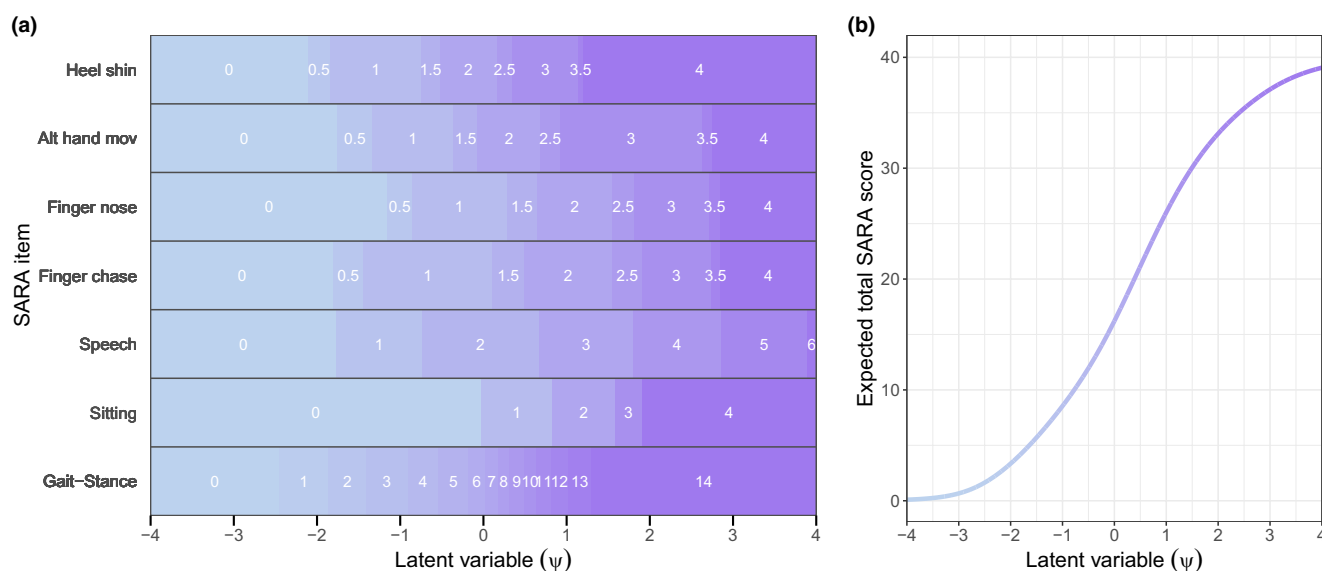 (a)
(b)
SARA item
Heel shin
0 0.5 1 1.5 2 2.5 3 3.5 4
Alt hand mov
0 0.5 1 1.5 2 2.5 3 3.5 4
Finger nose
0 0.5 1 1.5 2 2.5 3 3.5 4
Finger chase
0 0.5 1 1.5 2 2.5 3 3.5 4
Speech
0 1 2 3 4 5 6
Sitting
0 1 2 3 4
Gait−Stance
0 1 2 3 4 5 6 7 8 9 10 11 12 13 14
−4 −3 −2 −1 0 1 2 3 4
Latent variable (ψ)
Expected total SARA score
40
30
20
10
0
−4 −3 −2 −1 0 1 2 3 4
Latent variable (ψ)